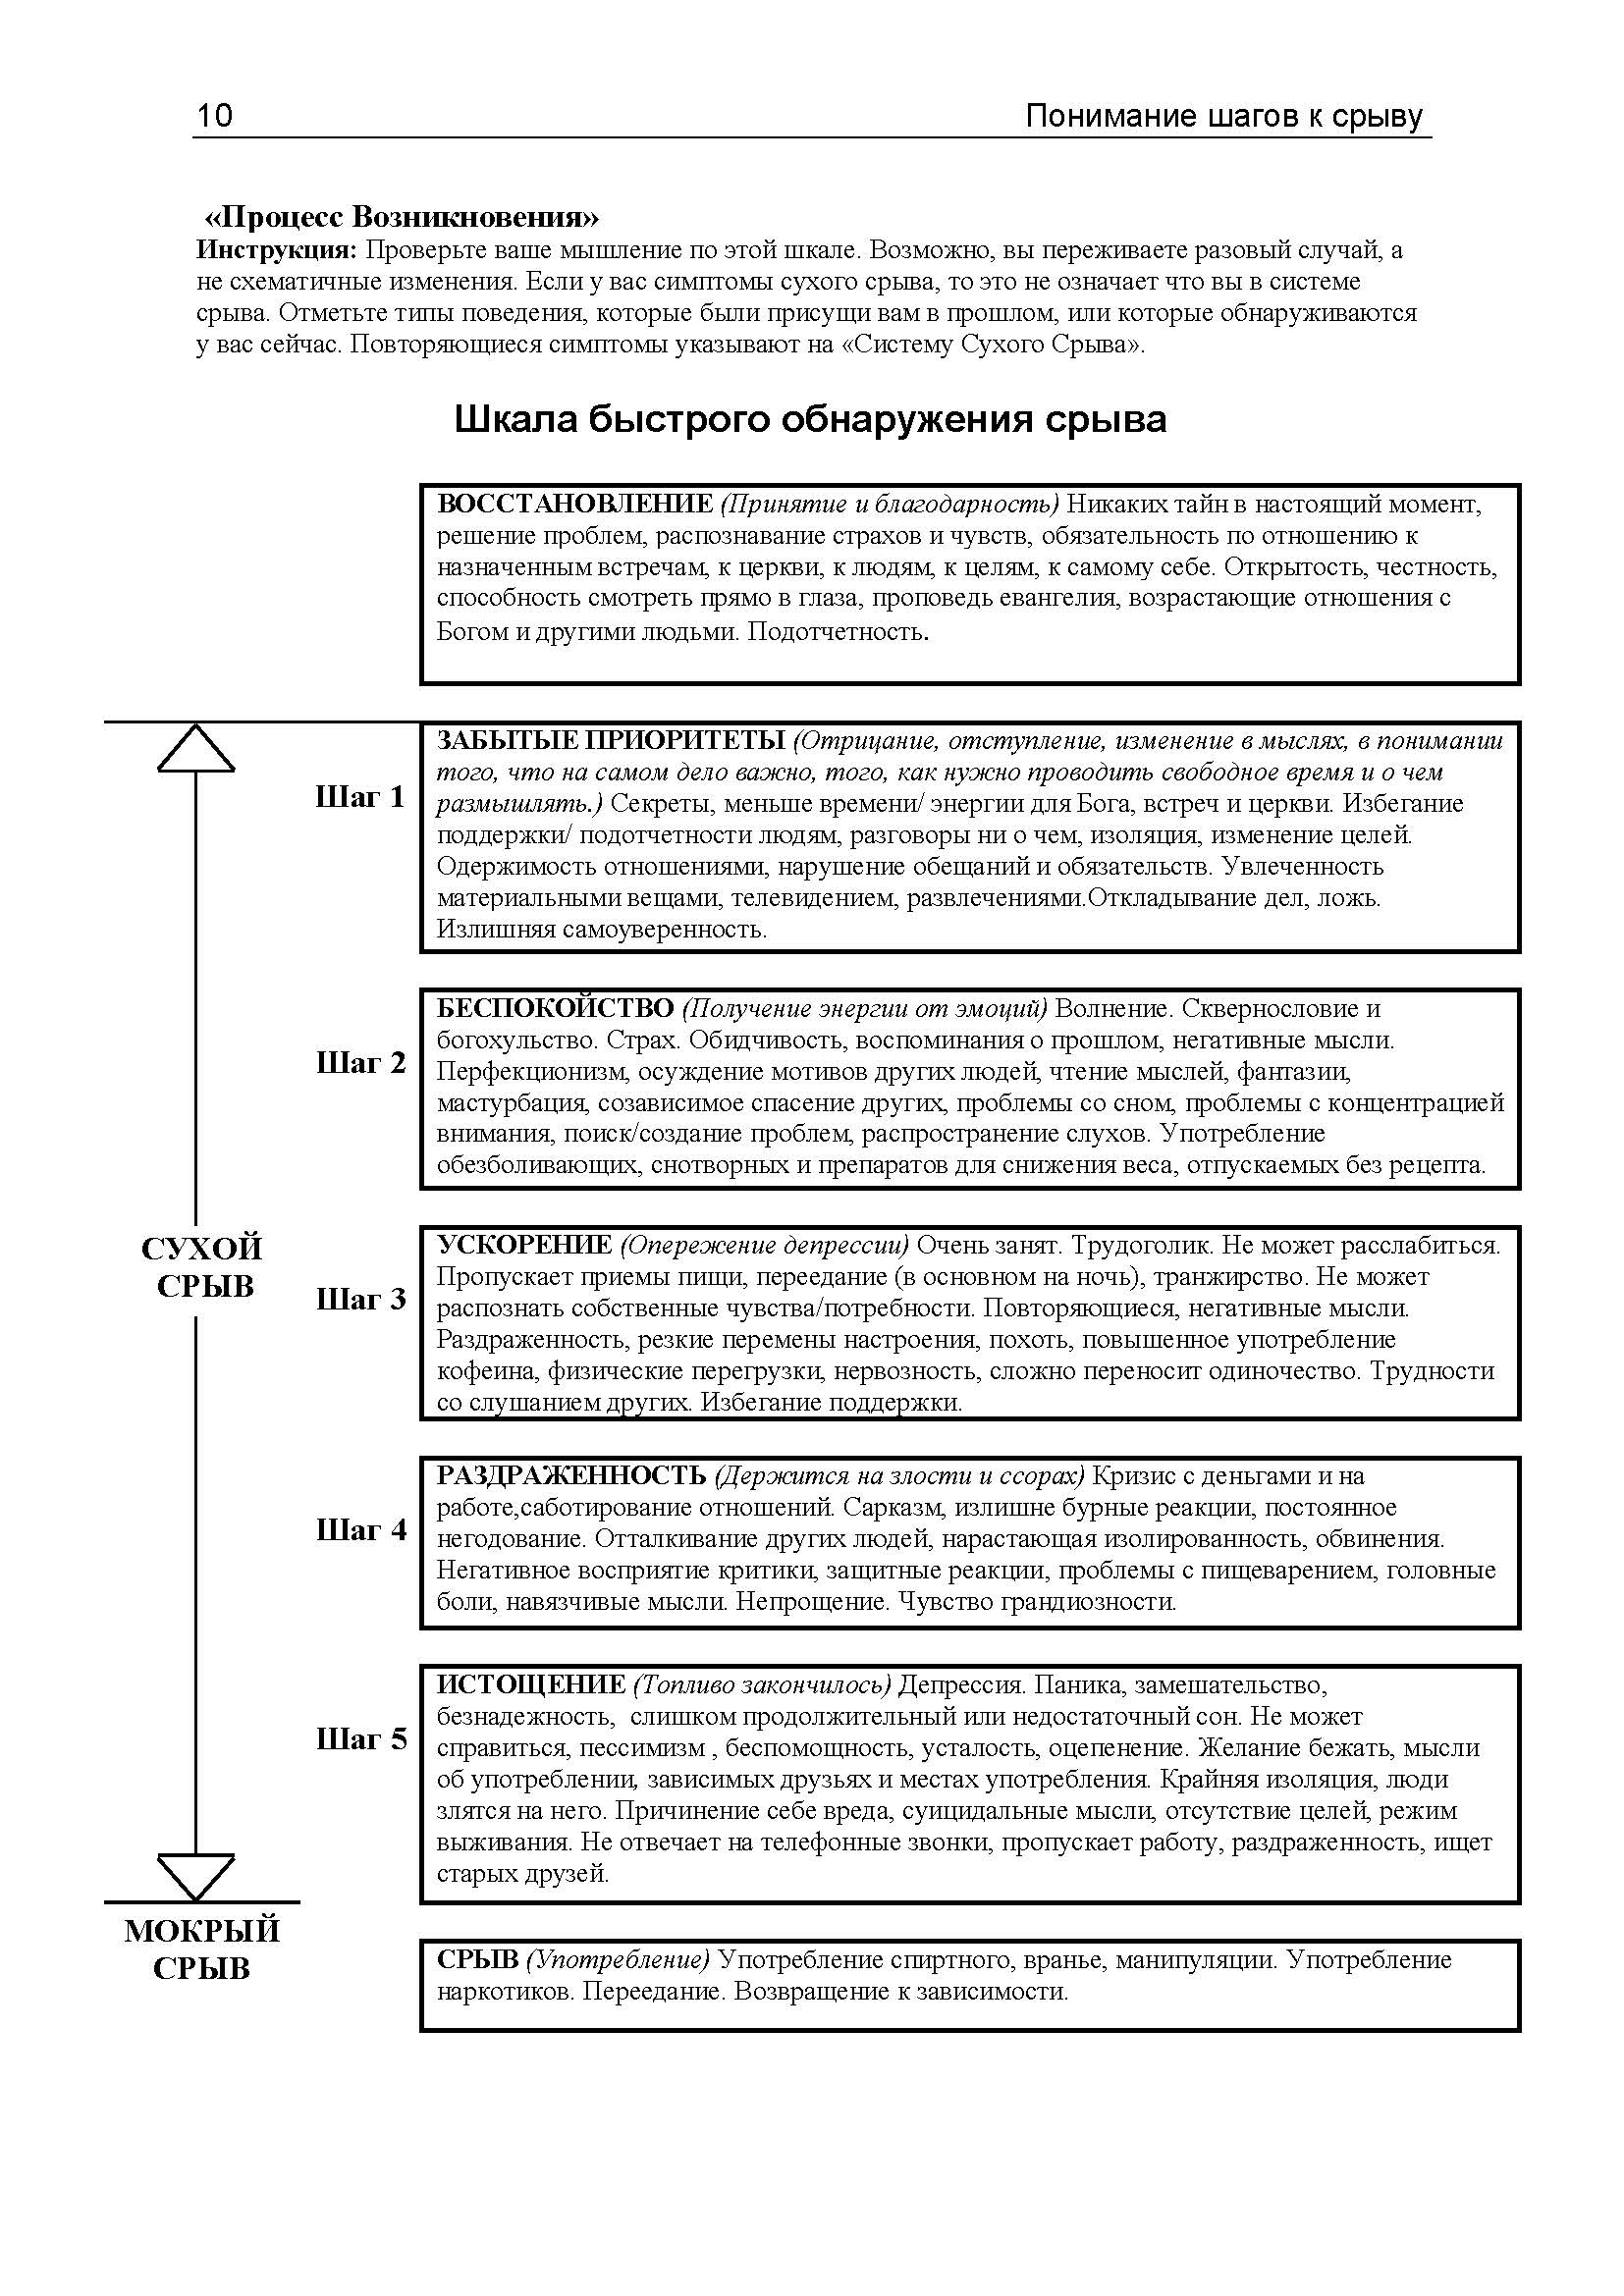 10 Понимание шагов к срыву
«Процесс Возникновения»
Инструкция: Проверьте ваше мышление по этой шкале. Возможно, вы переживаете разовый случай, а
не схематичные изменения. Если у вас симптомы сухого срыва, то это не означает что вы в системе
срыва. Отметьте типы поведения, которые были присущи вам в прошлом, или которые обнаруживаются
у вас сейчас. Повторяющиеся симптомы указывают на «Систему Сухого Срыва».
Шкала быстрого обнаружения срыва
ВОССТАНОВЛЕНИЕ (Принятие и благодарность) Никаких тайн в настоящий момент,
решение проблем, распознавание страхов и чувств, обязательность по отношению к
назначенным встречам, к церкви, к людям, к целям, к самому себе. Открытость, честность,
способность смотреть прямо в глаза, проповедь евангелия, возрастающие отношения с
Богом и другими людьми. Подотчетность.
Шаг 1
ЗАБЫТЫЕ ПРИОРИТЕТЫ (Отрицание, отступление, изменение в мыслях, в понимании
того, что на самом дело важно, того, как нужно проводить свободное время и о чем
размышлять.) Секреты, меньше времени/ энергии для Бога, встреч и церкви. Избегание
поддержки/ подотчетности людям, разговоры ни о чем, изоляция, изменение целей.
Одержимость отношениями, нарушение обещаний и обязательств. Увлеченность
материальными вещами, телевидением, развлечениями.Откладывание дел, ложь.
Излишняя самоуверенность.
Шаг 2
БЕСПОКОЙСТВО (Получение энергии от эмоций) Волнение. Сквернословие и
богохульство. Страх. Обидчивость, воспоминания о прошлом, негативные мысли.
Перфекционизм, осуждение мотивов других людей, чтение мыслей, фантазии,
мастурбация, созависимое спасение других, проблемы со сном, проблемы с концентрацией
внимания, поиск/создание проблем, распространение слухов. Употребление
обезболивающих, снотворных и препаратов для снижения веса, отпускаемых без рецепта.
СУХОЙ
СРЫВ
Шаг 3
УСКОРЕНИЕ (Опережение депрессии) Очень занят. Трудоголик. Не может расслабиться.
Пропускает приемы пищи, переедание (в основном на ночь), транжирство. Не может
распознать собственные чувства/потребности. Повторяющиеся, негативные мысли.
Раздраженность, резкие перемены настроения, похоть, повышенное употребление
кофеина, физические перегрузки, нервозность, сложно переносит одиночество. Трудности
со слушанием других. Избегание поддержки.
Шаг 4
РАЗДРАЖЕННОСТЬ (Держится на злости и ссорах) Кризис с деньгами и на
работе,саботирование отношений. Сарказм, излишне бурные реакции, постоянное
негодование. Отталкивание других людей, нарастающая изолированность, обвинения.
Негативное восприятие критики, защитные реакции, проблемы с пищеварением, головные
боли, навязчивые мысли. Непрощение. Чувство грандиозности.
Шаг 5
ИСТОЩЕНИЕ (Топливо закончилось) Депрессия. Паника, замешательство,
безнадежность, слишком продолжительный или недостаточный сон. Не может
справиться, пессимизм , беспомощность, усталость, оцепенение. Желание бежать, мысли
об употреблении, зависимых друзьях и местах употребления. Крайняя изоляция, люди
злятся на него. Причинение себе вреда, суицидальные мысли, отсутствие целей, режим
выживания. Не отвечает на телефонные звонки, пропускает работу, раздраженность, ищет
старых друзей.
МОКРЫЙ
СРЫВ
СРЫВ (Употребление) Употребление спиртного, вранье, манипуляции. Употребление
наркотиков. Переедание. Возвращение к зависимости.